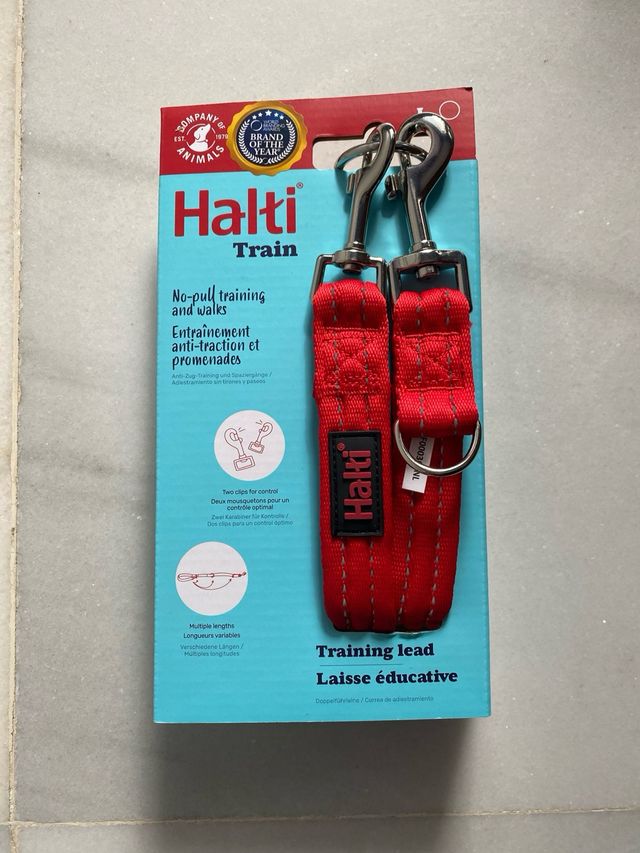 COMPANY OF
EST. 1979
ANIMALS
WORLD
BRANDING
AWARDS
BRAND
OF THE
YEAR
Halti®
Train
No-pull training
and walks
Entraînement
anti-traction et
promenades
Anti-Zug-Training und Spaziergänge /
Adiestramiento sin tirones y paseos
Two clips for control
Deux mousquetons pour un
contrôle optimal
Zwei Karabiner für Kontrolle /
Dos clips para un control óptimo
Halti
Multiple lengths
Longueurs variables
Verschiedene Längen /
Múltiples longitudes
Training lead
Laisse éducative
Doppelführleine / Correa de adiestramiento